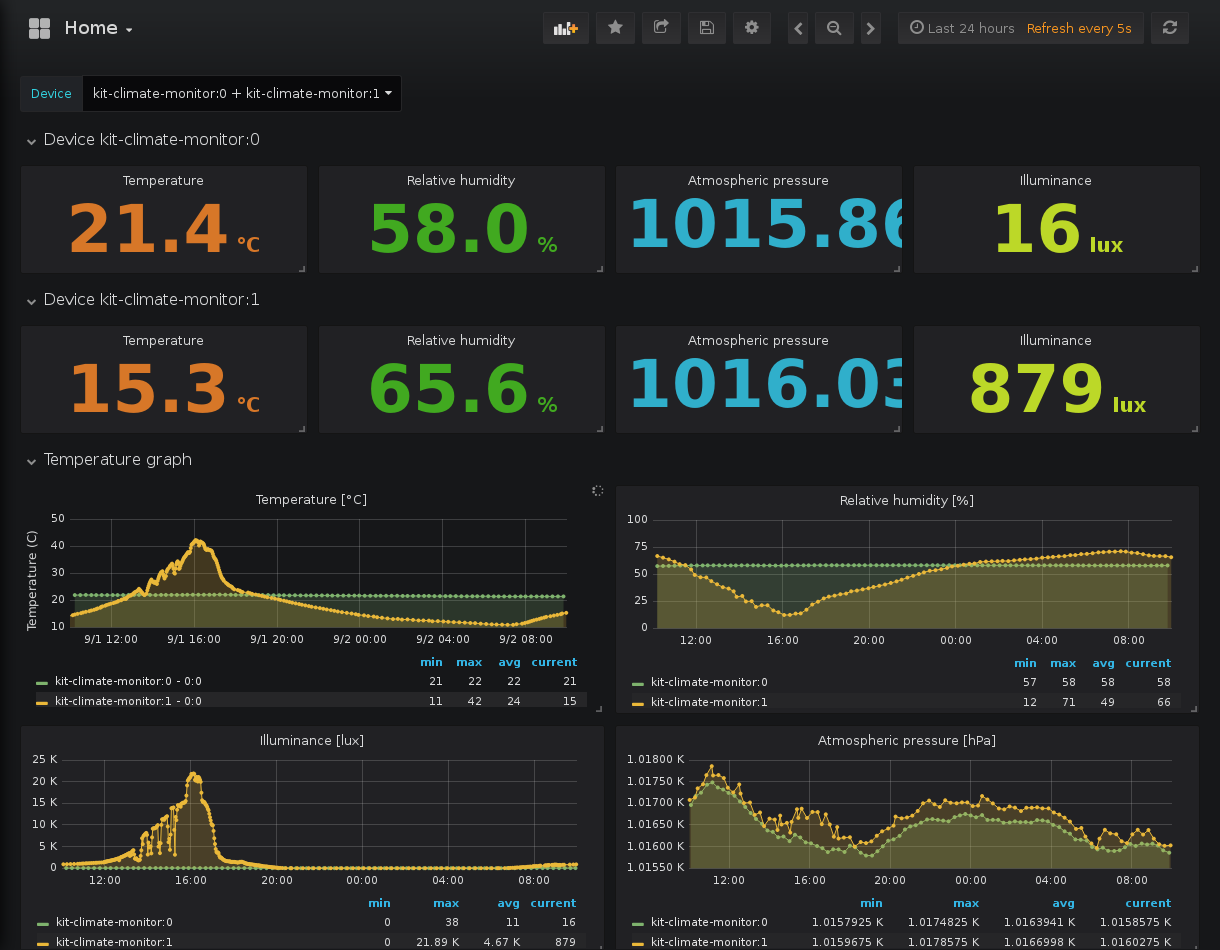 Home
Last 24 hours Refresh every 5s
Device kit-climate-monitor:0 + kit-climate-monitor:1
Device kit-climate-monitor:0
Temperature Relative humidity Atmospheric pressure Illuminance
21.4 °C 58.0 % 1015.86 16 lux
Device kit-climate-monitor:1
Temperature Relative humidity Atmospheric pressure Illuminance
15.3 °C 65.6 % 1016.03 879 lux
Temperature graph
Temperature [°C]
Temperature (C)
50
40
30
20
10
9/1 12:00 9/1 16:00 9/1 20:00 9/2 00:00 9/2 04:00 9/2 08:00
min max avg current
kit-climate-monitor:0 - 0:0 21 22 22 21
kit-climate-monitor:1 - 0:0 11 42 24 15
Relative humidity [%]
100
75
50
25
0
12:00 16:00 20:00 00:00 04:00 08:00
min max avg current
kit-climate-monitor:0 57 58 58 58
kit-climate-monitor:1 12 71 49 66
Illuminance [lux]
25 K
20 K
15 K
10 K
5 K
0
12:00 16:00 20:00 00:00 04:00 08:00
min max avg current
kit-climate-monitor:0 0 38 11 16
kit-climate-monitor:1 0 21.89 K 4.67 K 879
Atmospheric pressure [hPa]
1.01800 K
1.01750 K
1.01700 K
1.01650 K
1.01600 K
1.01550 K
12:00 16:00 20:00 00:00 04:00 08:00
min max avg current
kit-climate-monitor:0 1.0157925 K 1.0174825 K 1.0163941 K 1.0158575 K
kit-climate-monitor:1 1.0159675 K 1.0178575 K 1.0166998 K 1.0160275 K